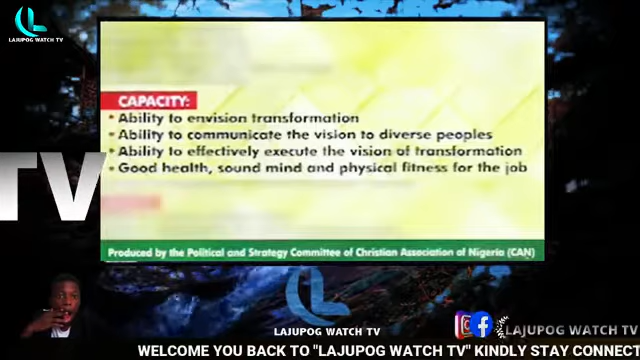 LAJUPOG WATCH TV
CAPACITY:
• Ability to envision transformation
• Ability to communicate the vision to diverse peoples
• Ability to effectively execute the vision of transformation
• Good health, sound mind and physical fitness for the job
TV
Produced by the Political and Strategy Committee of Christian Association of Nigeria (CAN)
LAJUPOG WATCH TV
LAJUPOG WATCH TV
WELCOME YOU BACK TO "LAJUPOG WATCH TV" KINDLY STAY CONNECT